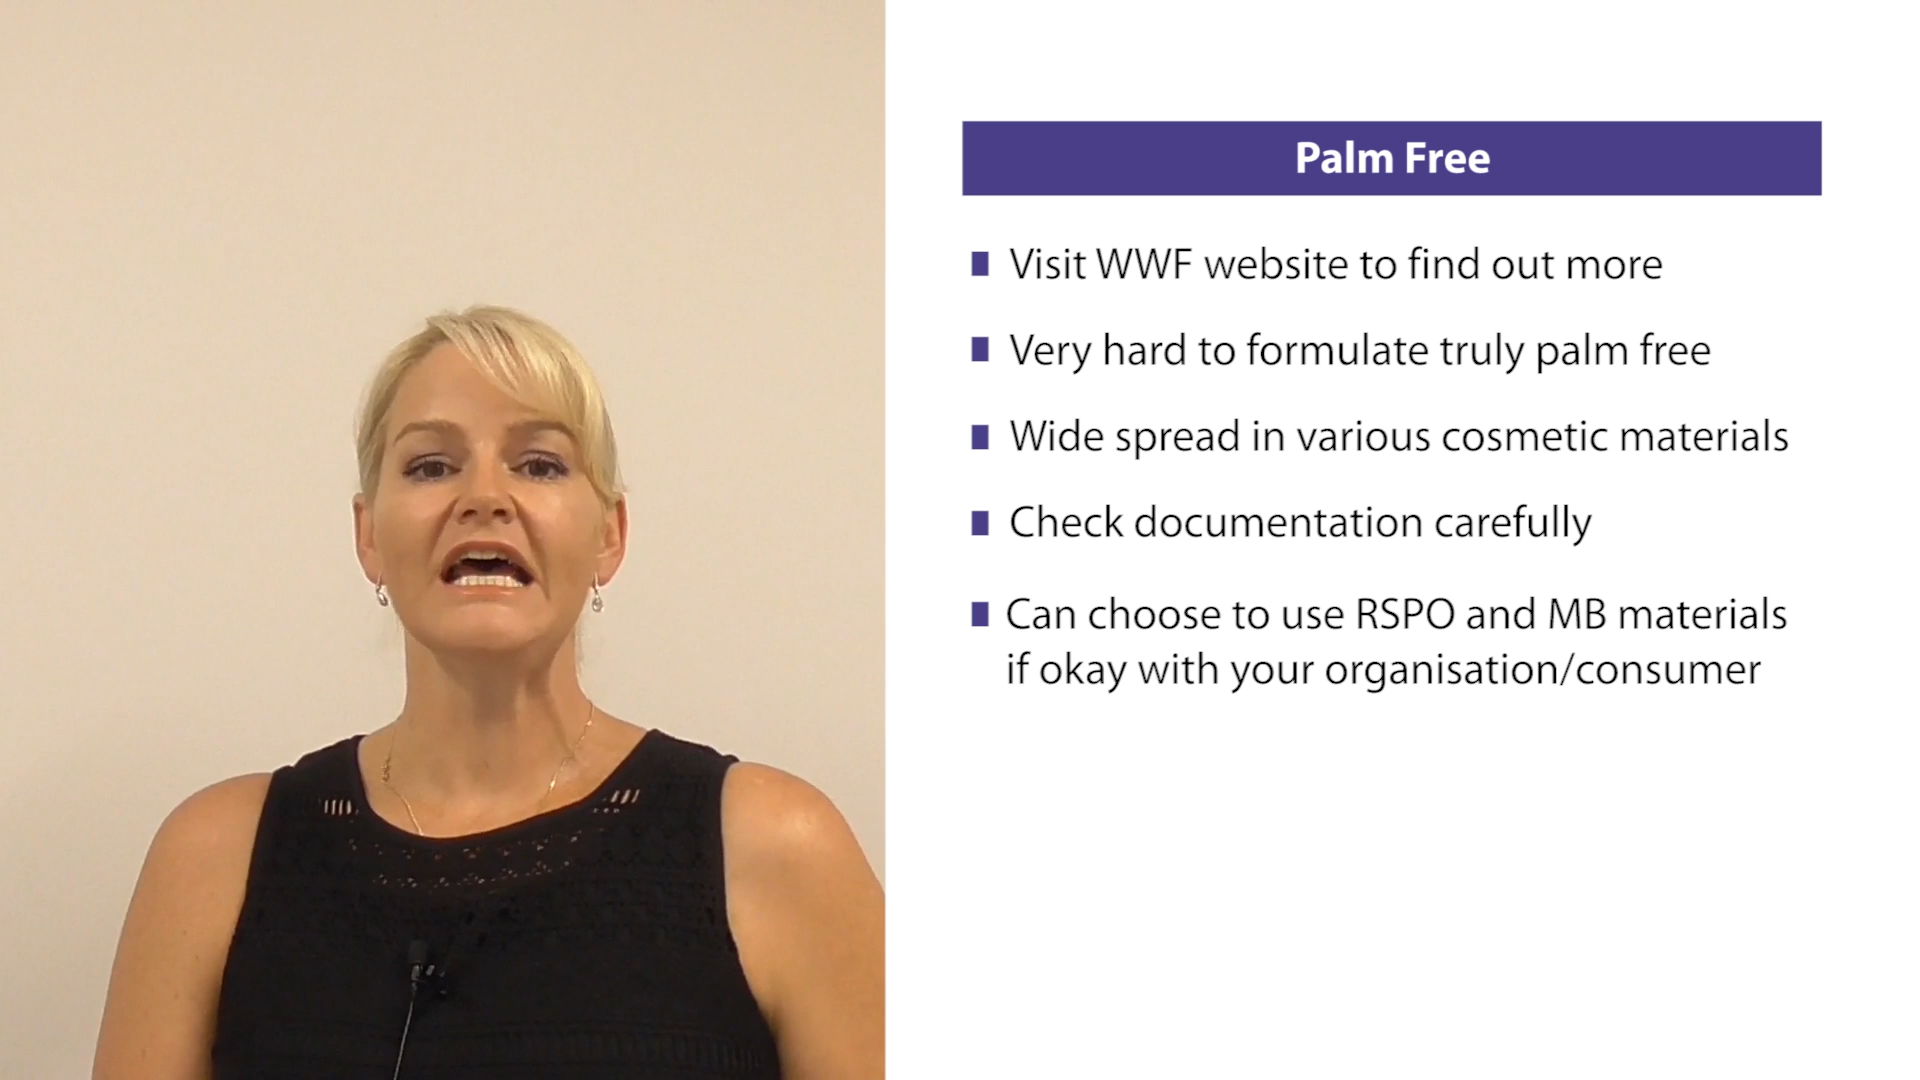 Palm Free
Visit WWF website to find out more
Very hard to formulate truly palm free
Wide spread in various cosmetic materials
Check documentation carefully
Can choose to use RSPO and MB materials
if okay with your organisation/consumer